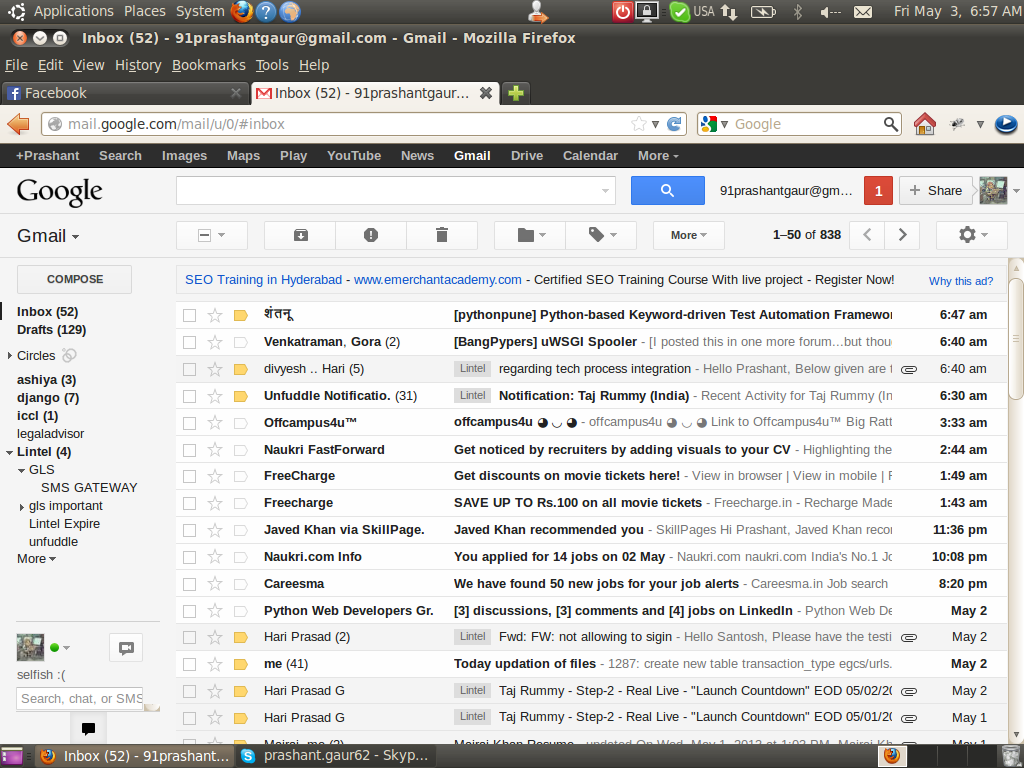 Applications Places System USA Fri May 3, 6:57 AM
Inbox (52) - 91prashantgaur@gmail.com - Gmail - Mozilla Firefox
File Edit View History Bookmarks Tools Help
Facebook Inbox (52) - 91prashantgaur...
mail.google.com/mail/u/0/#inbox Google
+Prashant Search Images Maps Play YouTube News Gmail Drive Calendar More
Google 91prashantgaur@gm... 1 + Share
Gmail More 1–50 of 838
COMPOSE
Inbox (52)
Drafts (129)
Circles
ashiya (3)
django (7)
iccl (1)
legaladvisor
Lintel (4)
GLS
SMS GATEWAY
gls important
Lintel Expire
unfuddle
More
selfish :(
Search, chat, or SMS
SEO Training in Hyderabad - www.emerchantacademy.com - Certified SEO Training Course With live project - Register Now! Why this ad?
शंतनू [pythonpune] Python-based Keyword-driven Test Automation Framewor 6:47 am
Venkatraman, Gora (2) [BangPypers] uWSGI Spooler - [I posted this in one more forum...but thou 6:40 am
divyesh .. Hari (5) Lintel regarding tech process integration - Hello Prashant, Below given are t 6:40 am
Unfuddle Notificatio. (31) Lintel Notification: Taj Rummy (India) - Recent Activity for Taj Rummy (In 6:30 am
Offcampus4u™ offcampus4u ◕ ◡ ◕ - offcampus4u ◕ ◡ ◕ Link to Offcampus4u™ Big Ratt 3:33 am
Naukri FastForward Get noticed by recruiters by adding visuals to your CV - Highlighting the 2:44 am
FreeCharge Get discounts on movie tickets here! - View in browser | View in mobile | F 1:49 am
Freecharge SAVE UP TO Rs.100 on all movie tickets - Freecharge.in - Recharge Made 1:43 am
Javed Khan via SkillPage. Javed Khan recommended you - SkillPages Hi Prashant, Javed Khan recor 11:36 pm
Naukri.com Info You applied for 14 jobs on 02 May - Naukri.com naukri.com India's No.1 Jo 10:08 pm
Careesma We have found 50 new jobs for your job alerts - Careesma.in Job search 8:20 pm
Python Web Developers Gr. [3] discussions, [3] comments and [4] jobs on LinkedIn - Python Web De May 2
Hari Prasad (2) Lintel Fwd: FW: not allowing to sigin - Hello Santosh, Please have the testi May 2
me (41) Today updation of files - 1287: create new table transaction_type egcs/urls. May 2
Hari Prasad G Lintel Taj Rummy - Step-2 - Real Live - "Launch Countdown" EOD 05/02/20 May 2
Hari Prasad G Lintel Taj Rummy - Step-2 - Real Live - "Launch Countdown" EOD 05/01/20 May 1
Inbox (52) - 91prashant... prashant.gaur62 - Skyp...